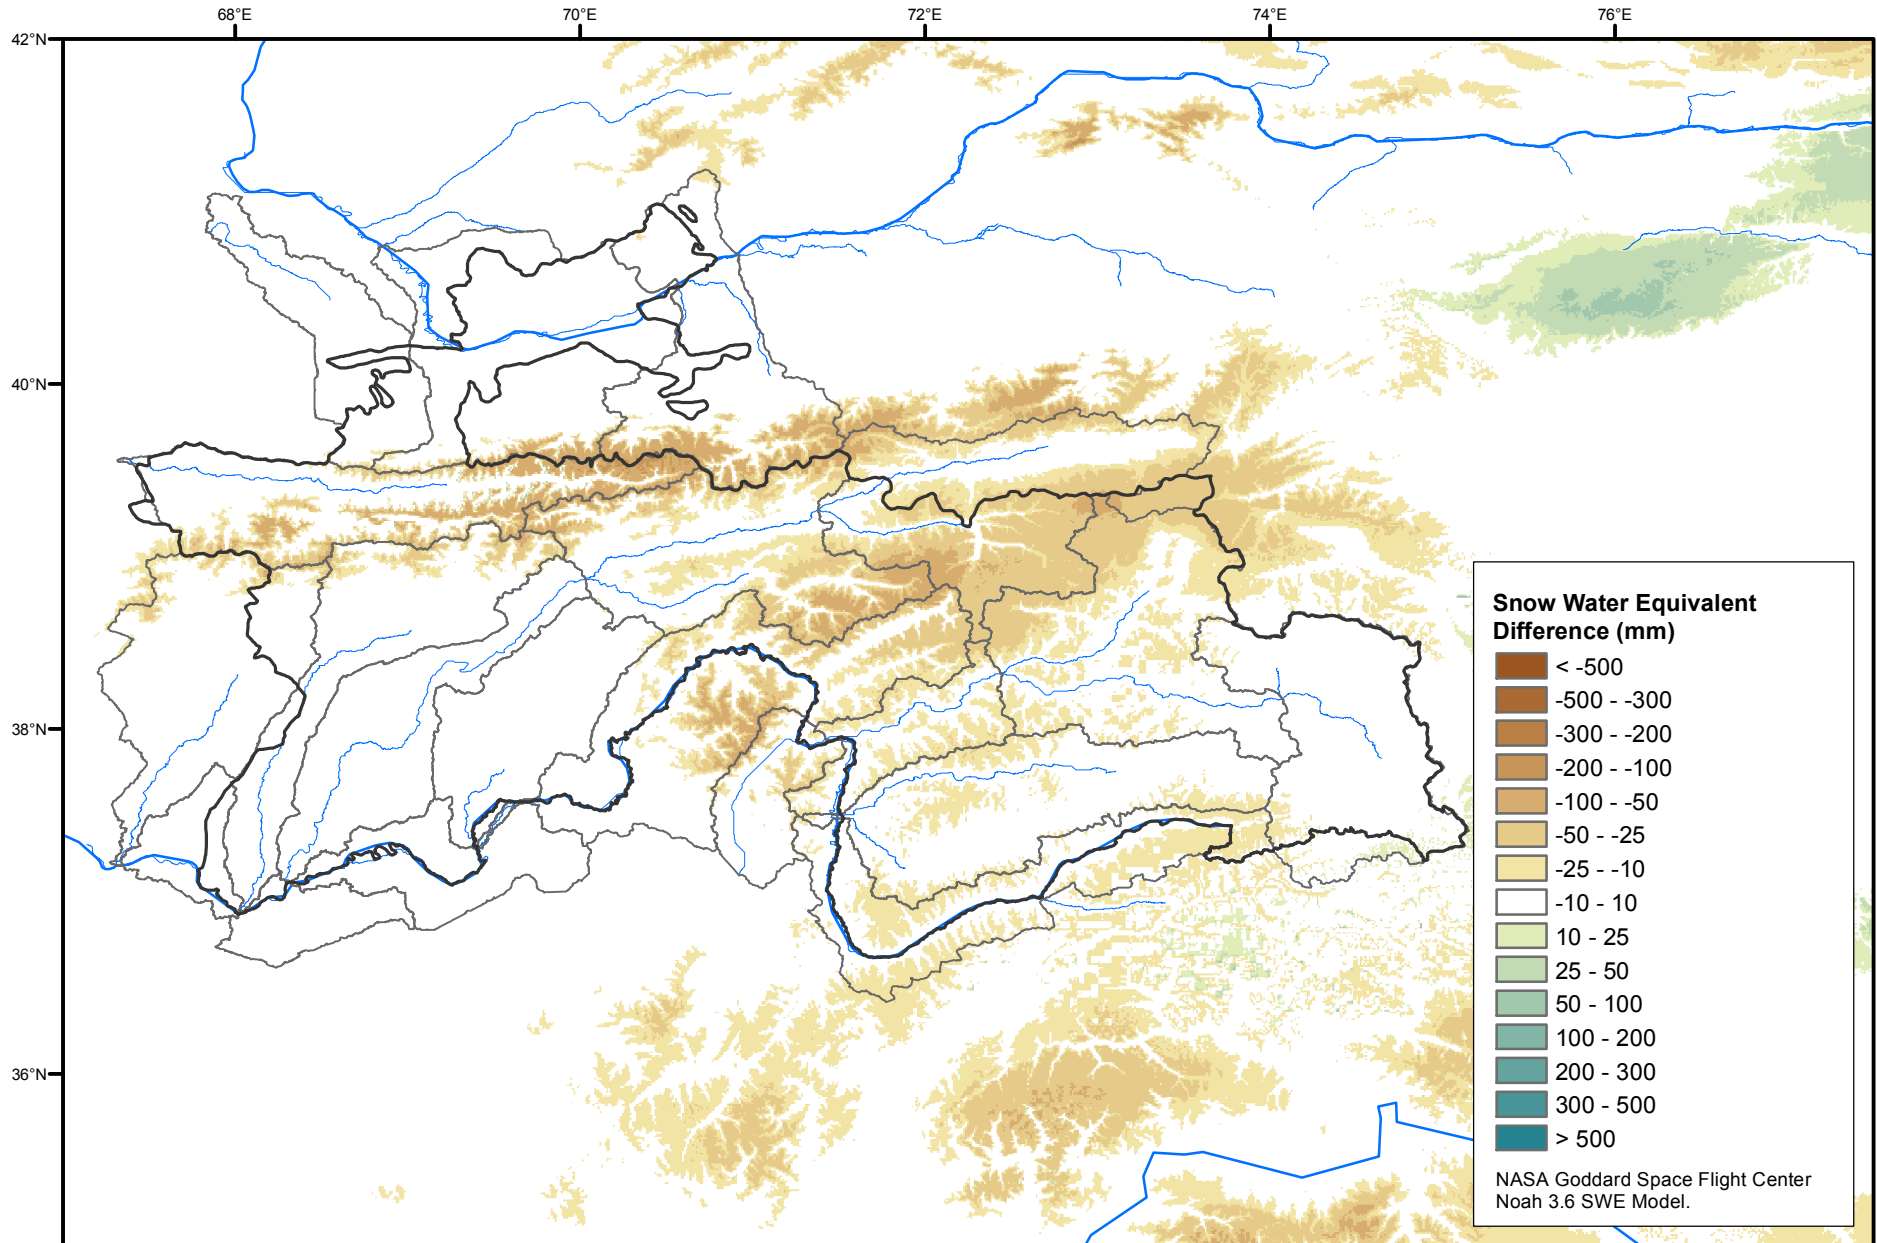 68°E
70°E
72°E
74°E
76°E
42°N
40°N
38°N
36°N
Snow Water Equivalent
Difference (mm)
< -500
-500 - -300
-300 - -200
-200 - -100
-100 - -50
-50 - -25
-25 - -10
-10 - 10
10 - 25
25 - 50
50 - 100
100 - 200
200 - 300
300 - 500
> 500
NASA Goddard Space Flight Center
Noah 3.6 SWE Model.